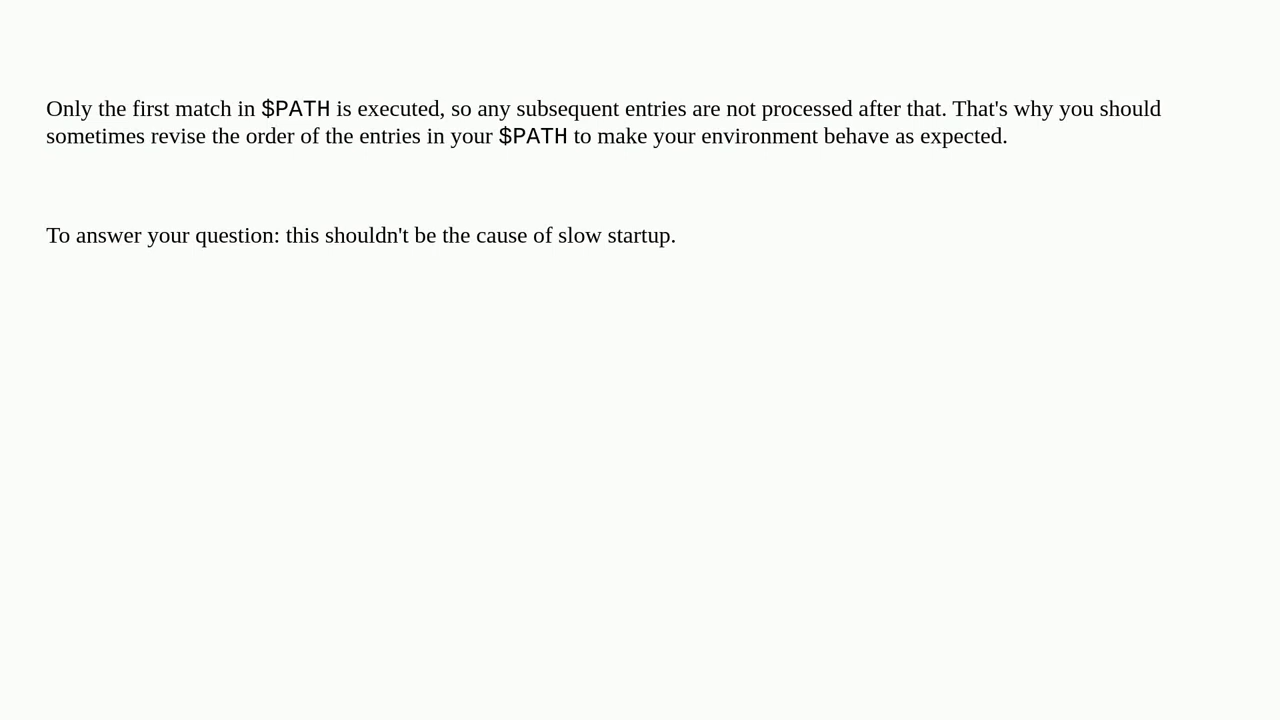 Only the first match in $PATH is executed, so any subsequent entries are not processed after that. That's why you should
sometimes revise the order of the entries in your $PATH to make your environment behave as expected.
To answer your question: this shouldn't be the cause of slow startup.